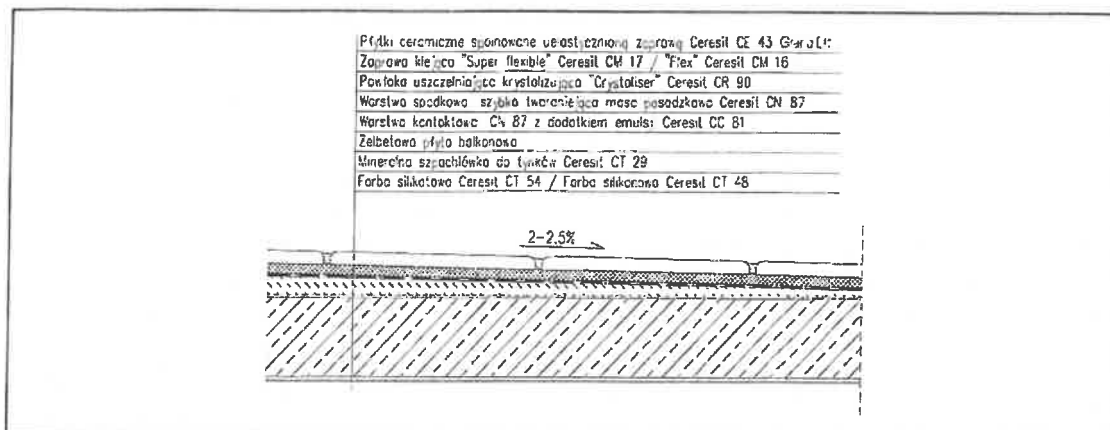 Płytki ceramiczne spoinowane uelastycznioną zaprawą Ceresit CE 43
Zaprawa klejąca "Super flexible" Ceresit CM 17 / "Flex" Ceresit CM 16
Powłoka uszczelniająca krystalizująca "Crystaliser" Ceresit CR 90
Warstwa spadkowa szybko twardniejąca masa posadzkowa Ceresit CN 87
Warstwa kontaktowa CN 87 z dodatkiem emulsji Ceresit CC 81
Żelbetowa płyta balkonowa
Mineralna szpachlówka do tynków Ceresit CT 29
Farba silikatowa Ceresit CT 54 / Farba silikonowa Ceresit CT 48
2-2.5%